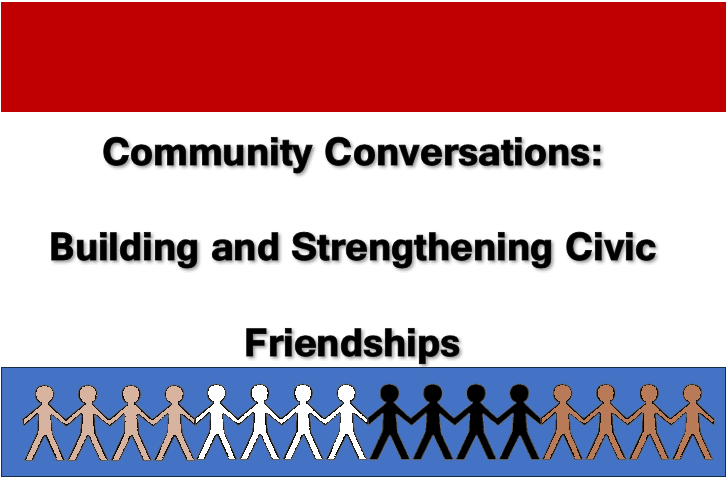 Community Conversations:
Building and Strengthening Civic
Friendships